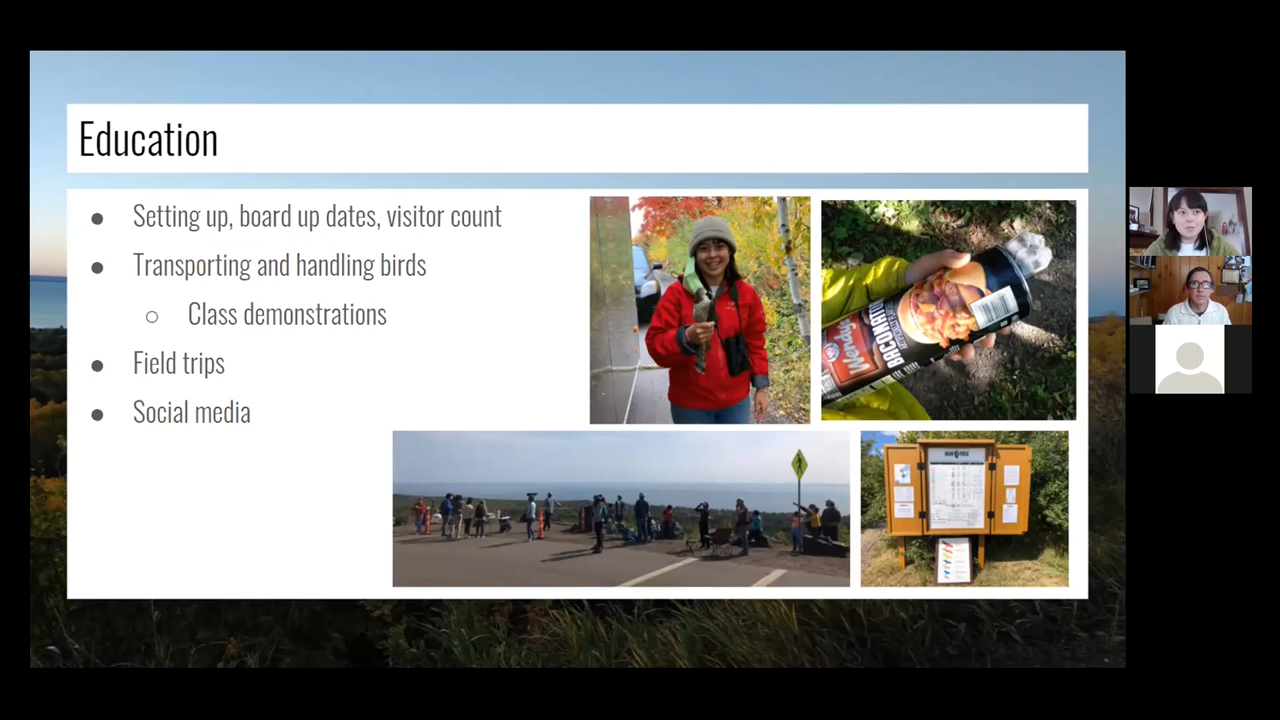 Education
● Setting up, board up dates, visitor count
● Transporting and handling birds
○ Class demonstrations
● Field trips
● Social media
Wendy's
BACONATOR